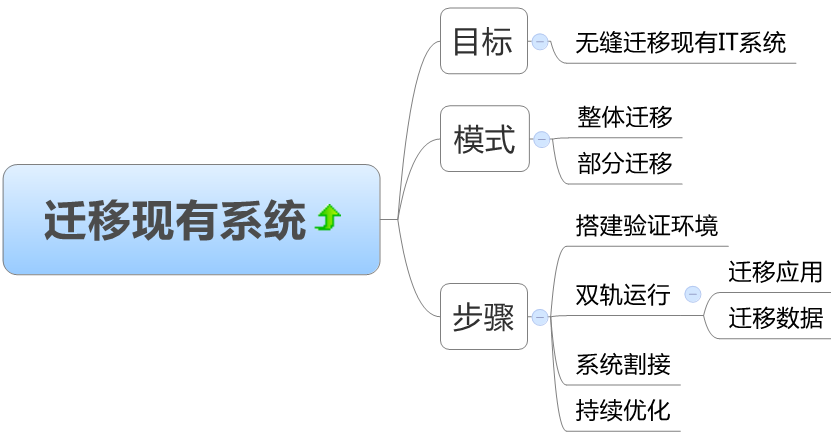 迁移现有系统
目标
无缝迁移现有IT系统
模式
整体迁移
部分迁移
步骤
搭建验证环境
双轨运行
迁移应用
迁移数据
系统割接
持续优化